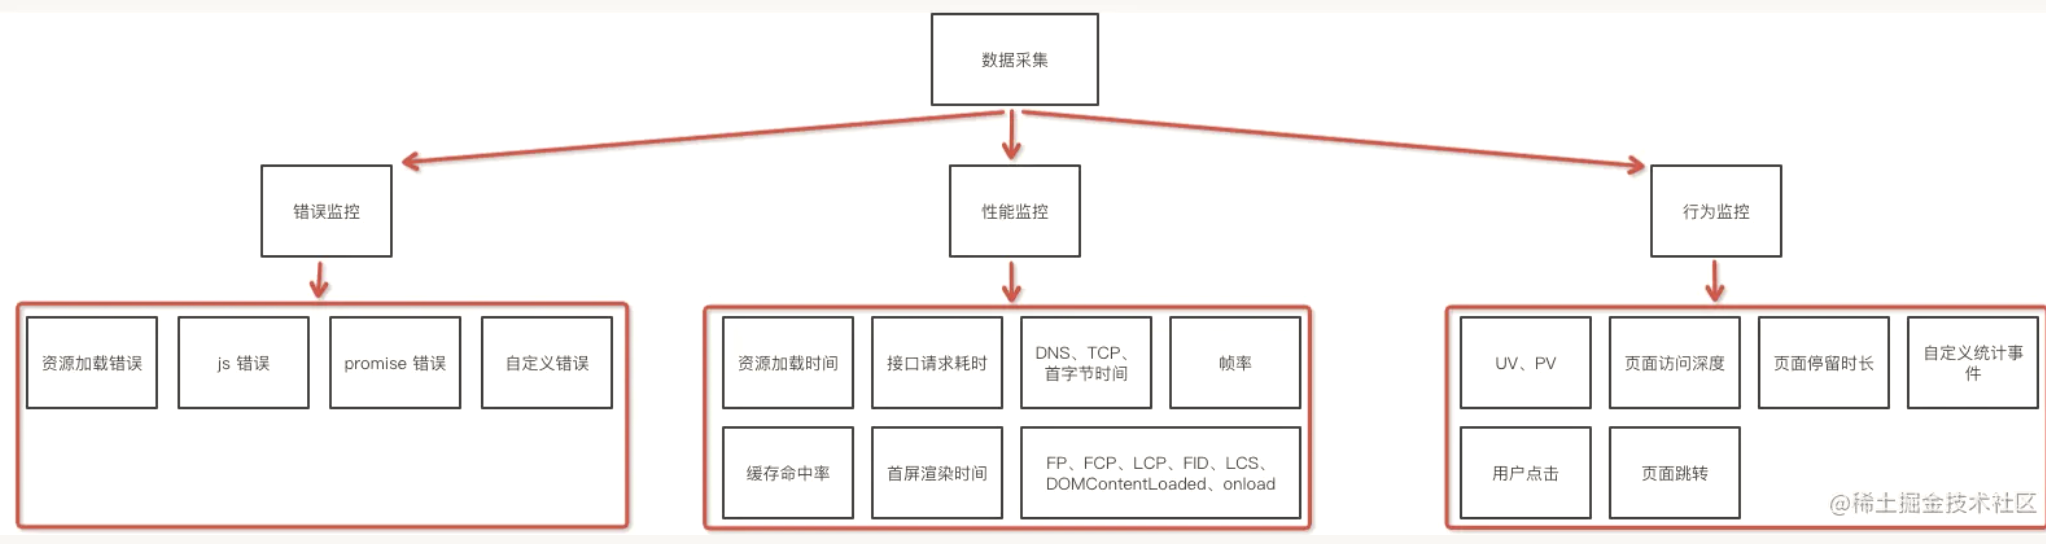 数据采集
错误监控
性能监控
行为监控
资源加载错误
js 错误
promise 错误
自定义错误
资源加载时间
接口请求耗时
DNS、TCP、
首字节时间
帧率
缓存命中率
首屏渲染时间
FP、FCP、LCP、FID、LCS、
DOMContentLoaded、onload
UV、PV
页面访问深度
页面停留时长
自定义统计事
件
用户点击
页面跳转
@稀土掘金技术社区